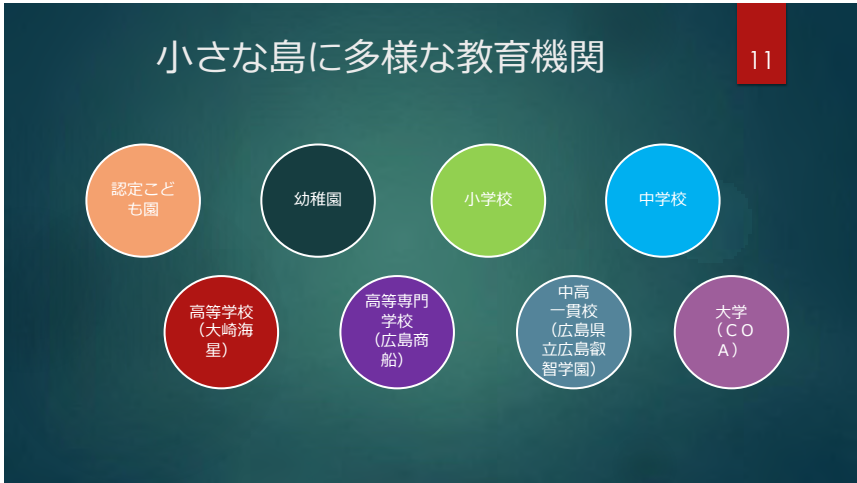 小さな島に多様な教育機関
11
認定こど
も園
幼稚園
小学校
中学校
高等学校
（大崎海
星）
高等専門
学校
（広島商
船）
中高
一貫校
（広島県
立広島叡
智学園）
大学
（ＣＯ
Ａ）